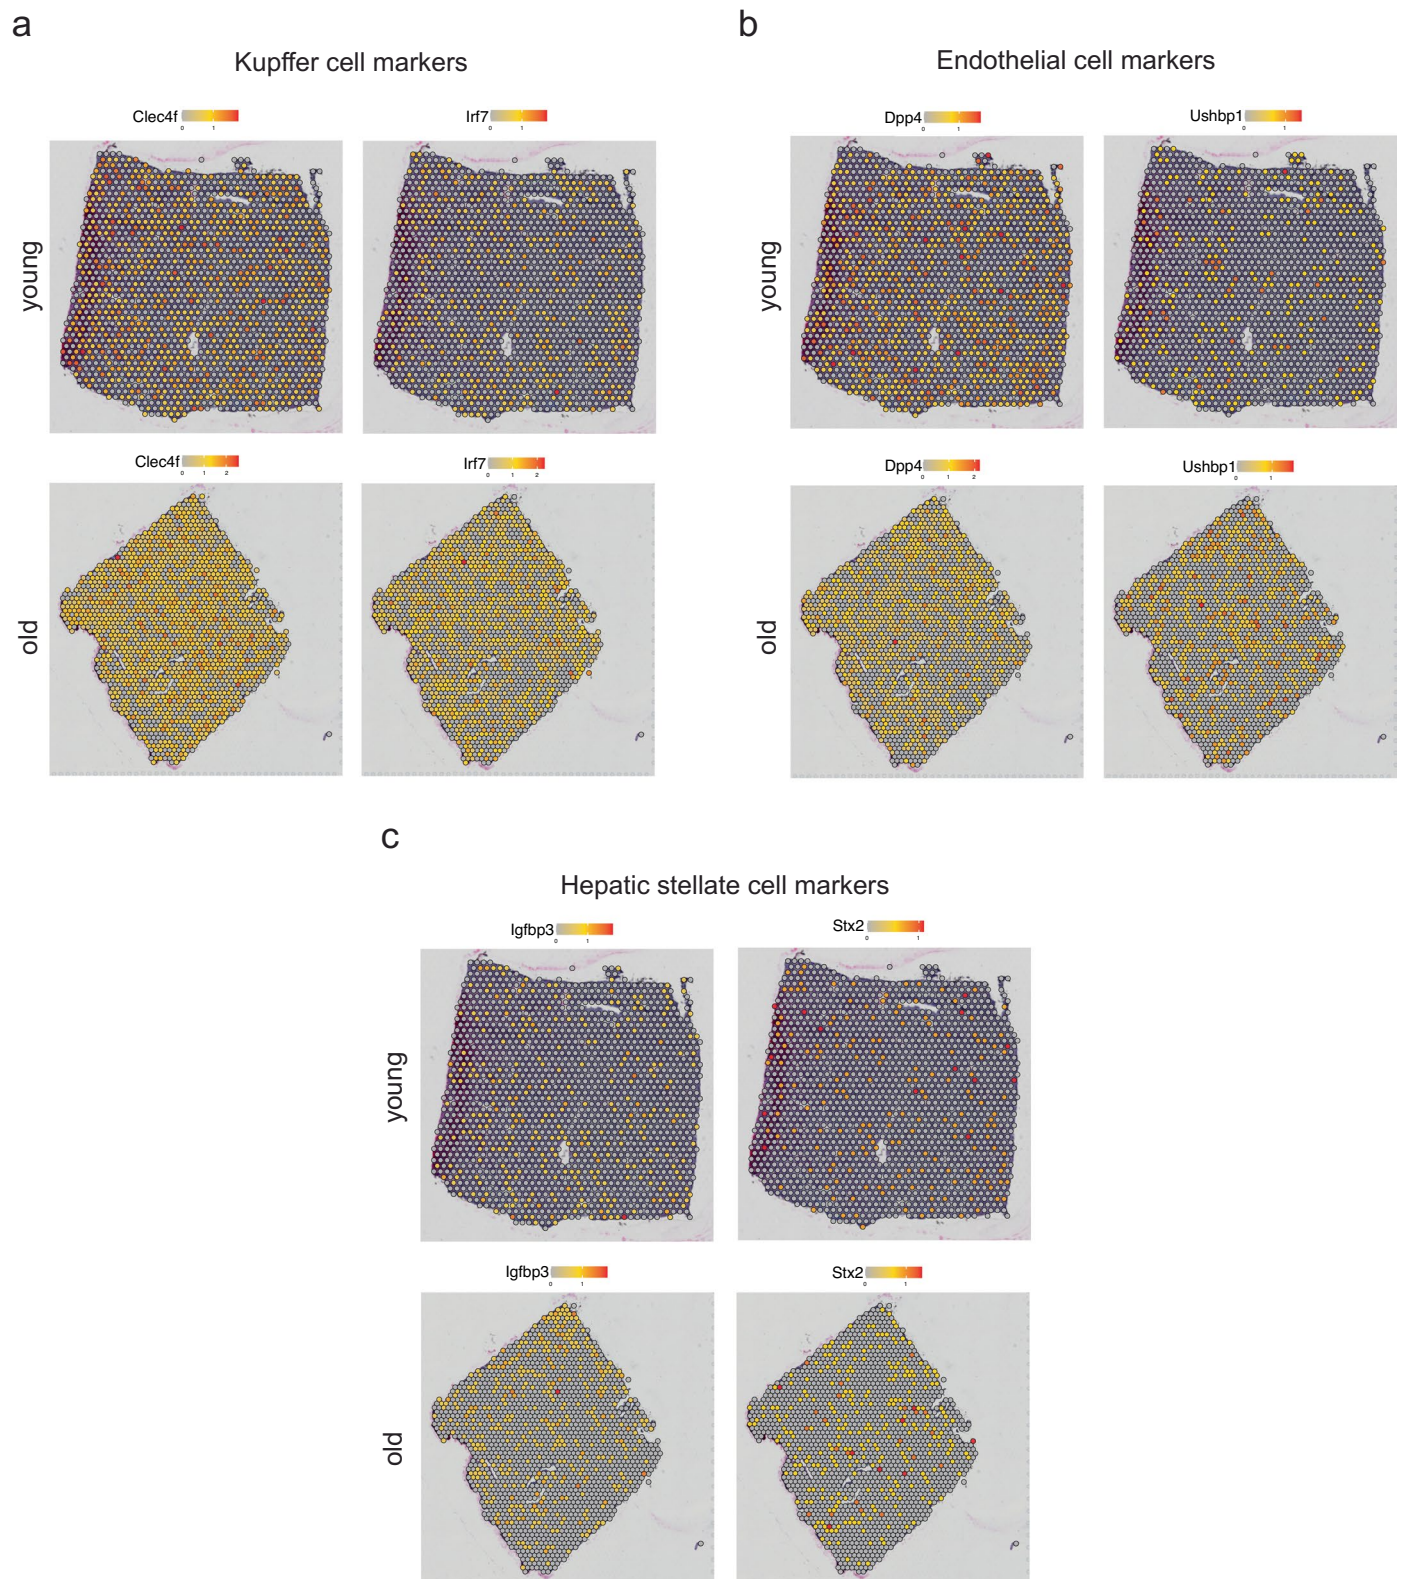 a
Kupffer cell markers
Clec4f
0 1
Irf7
0 1
young
Clec4f
0 1 2
Irf7
0 1 2
old
b
Endothelial cell markers
Dpp4
0 1
Ushbp1
0 1
young
Dpp4
0 1 2
Ushbp1
0 1
old
c
Hepatic stellate cell markers
Igfbp3
0 1
Stx2
0 1
young
Igfbp3
0 1
Stx2
0 1
old